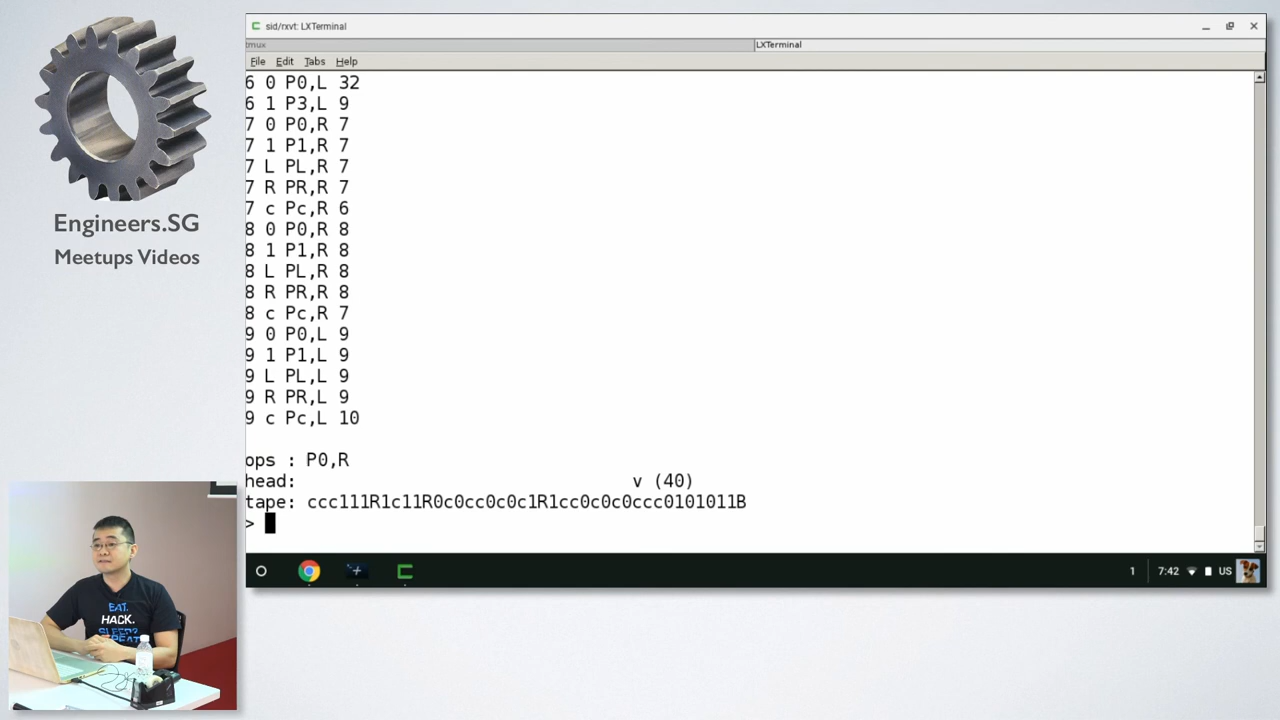 Engineers.SG
Meetups Videos
sid/rxvt: LXTerminal
tmux
LXTerminal
File Edit Tabs Help
6 0 P0,L 32
6 1 P3,L 9
7 0 P0,R 7
7 1 P1,R 7
7 L PL,R 7
7 R PR,R 7
7 c Pc,R 6
8 0 P0,R 8
8 1 P1,R 8
8 L PL,R 8
8 R PR,R 8
8 c Pc,R 7
9 0 P0,L 9
9 1 P1,L 9
9 L PL,L 9
9 R PR,L 9
9 c Pc,L 10
ops : P0,R
head: v (40)
tape: ccc111R1c11R0c0cc0c0c1R1cc0c0c0ccc0101011B
>
1 7:42 US
EAT.
HACK.
SLEEP?
REPEAT